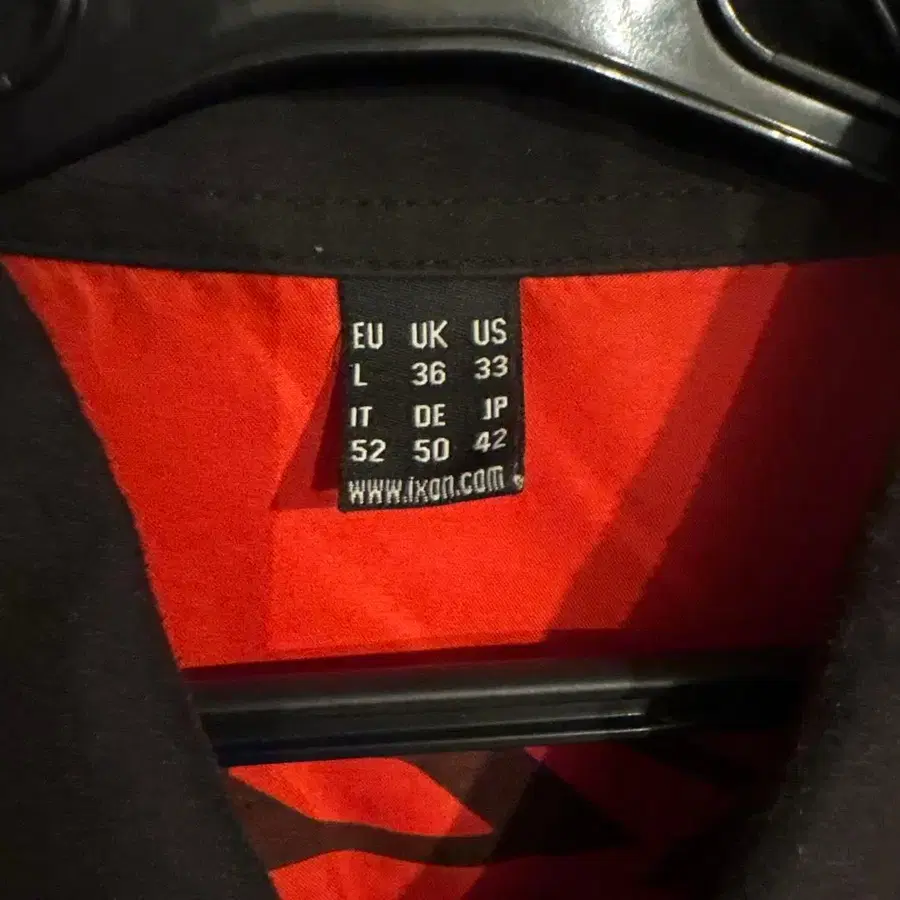 EU UK US
L 36 33
IT DE JP
52 50 42
www.ixon.com